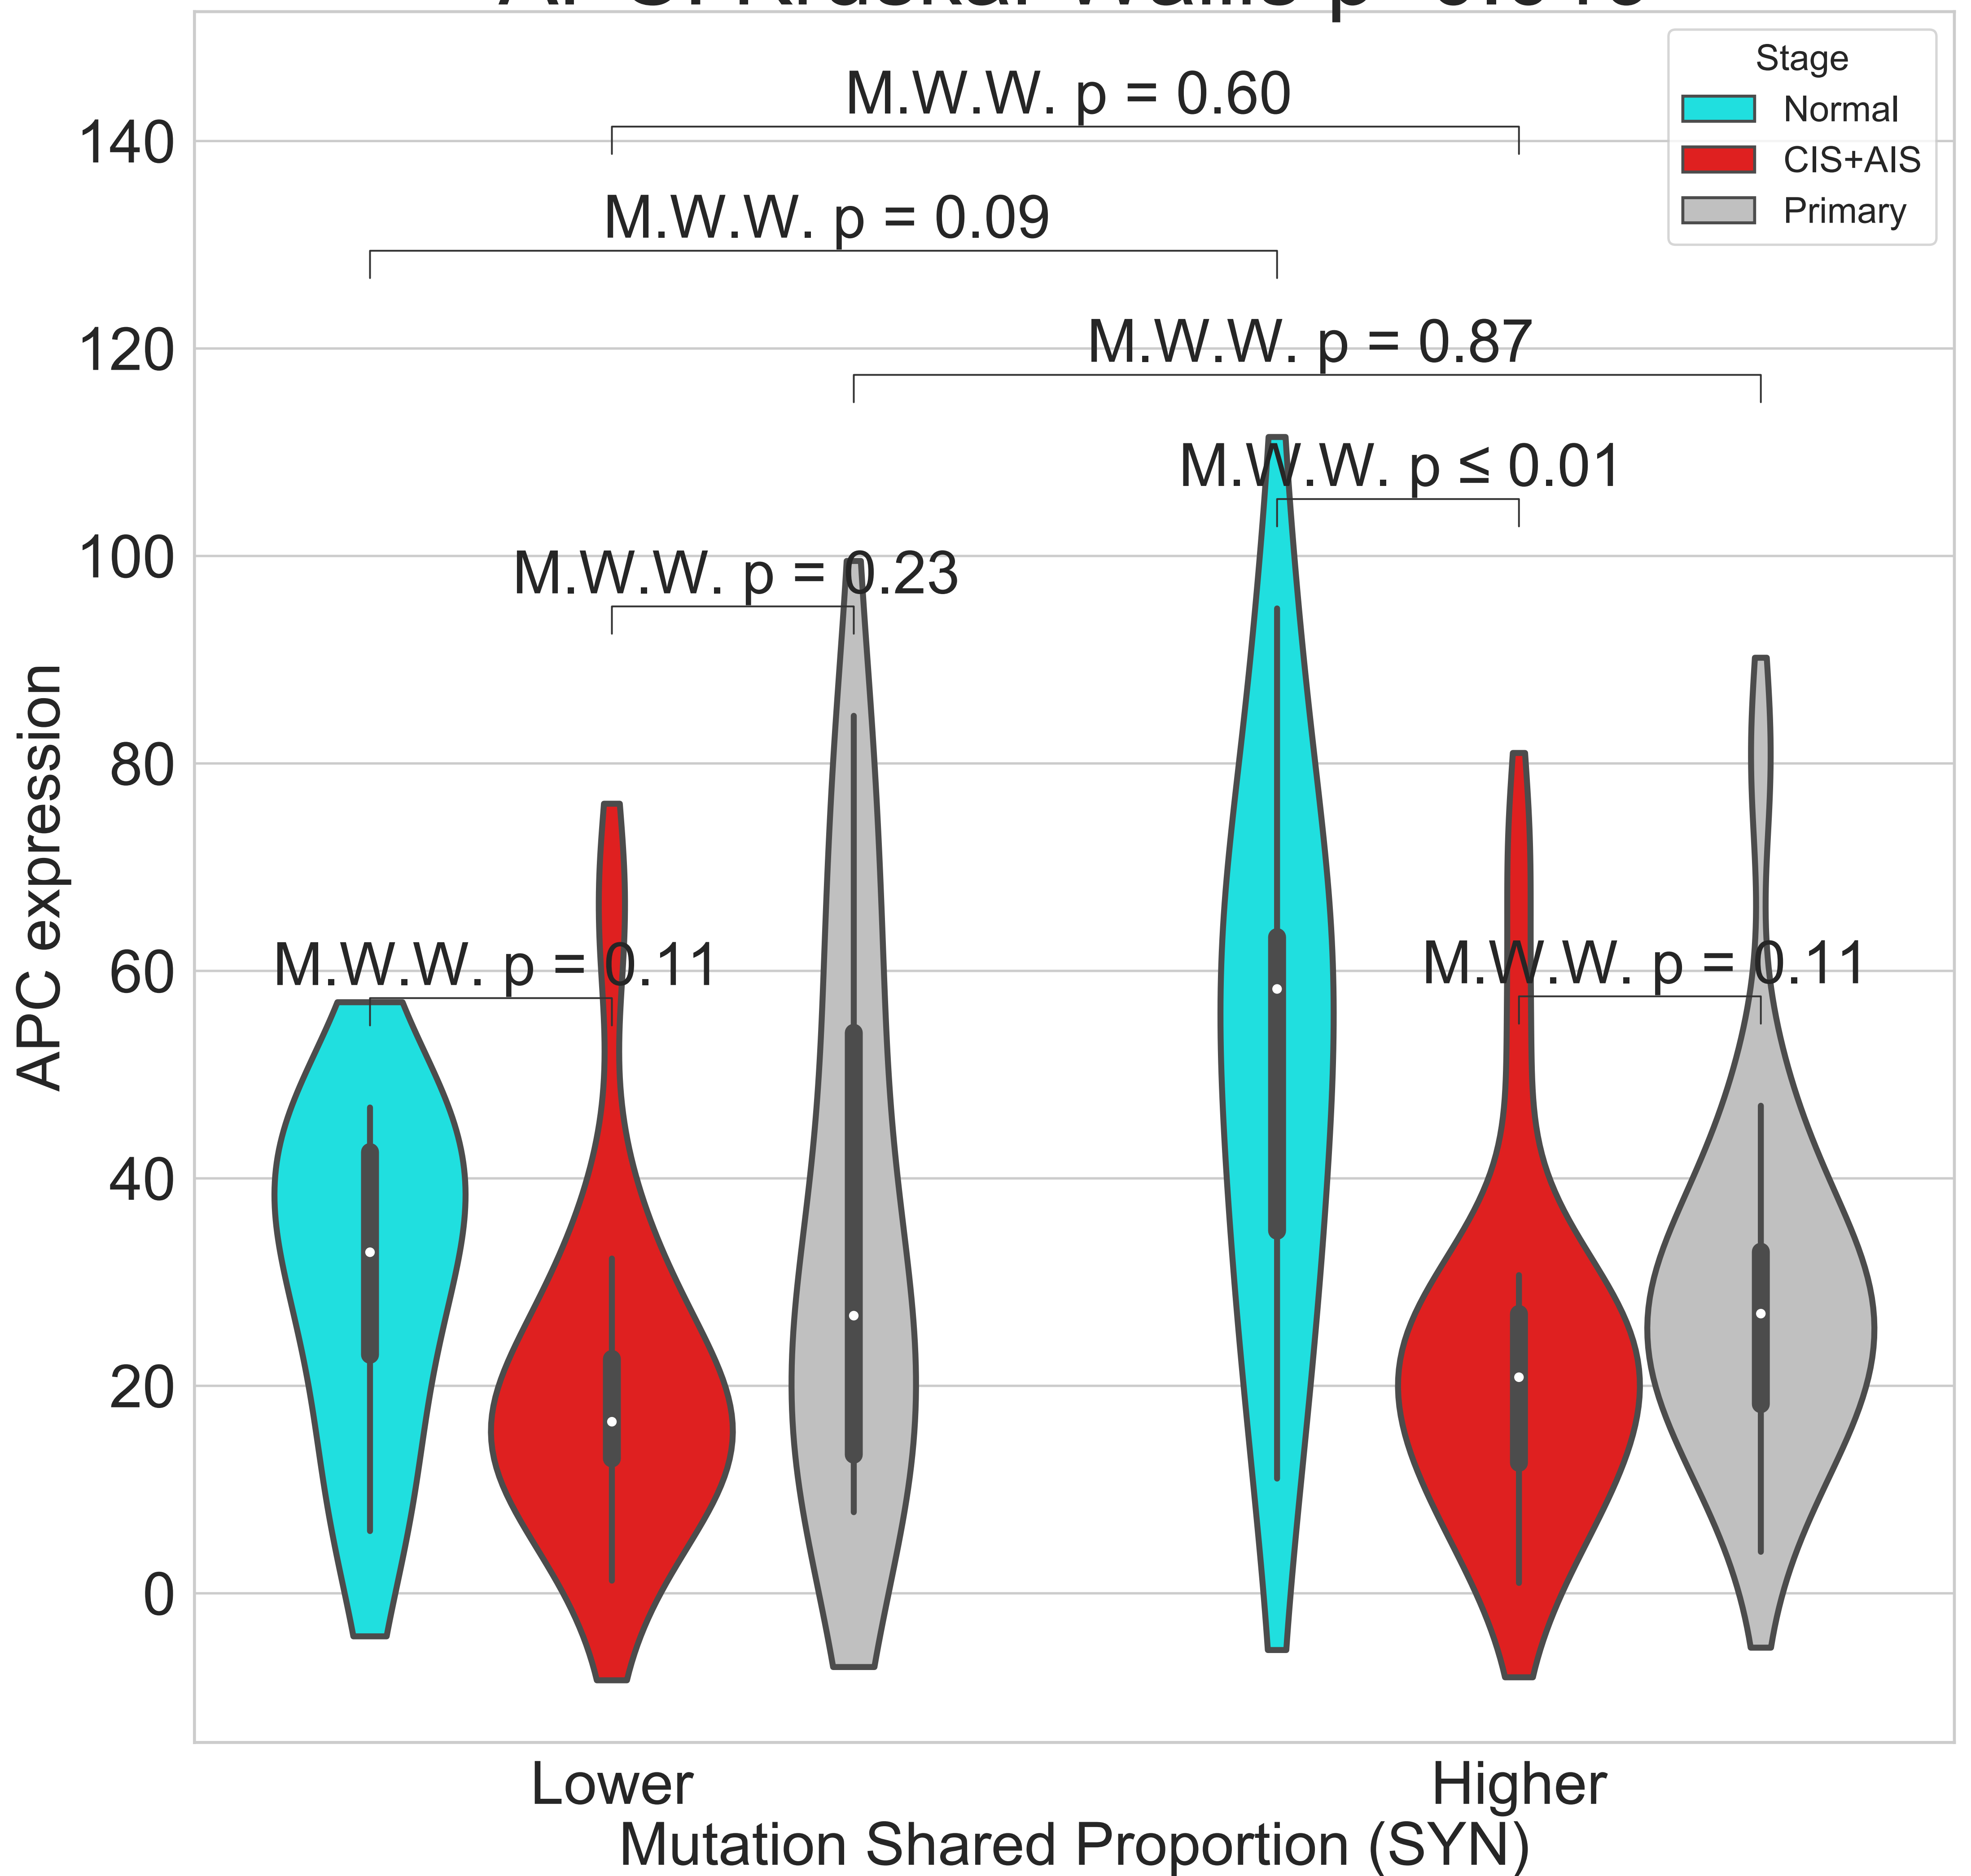 Stage
Normal
CIS+AIS
Primary
M.W.W. p = 0.60
M.W.W. p = 0.09
M.W.W. p = 0.87
M.W.W. p ≤ 0.01
M.W.W. p = 0.23
M.W.W. p = 0.11
M.W.W. p = 0.11
140
120
100
80
60
40
20
0
APC expression
Lower
Higher
Mutation Shared Proportion (SYN)